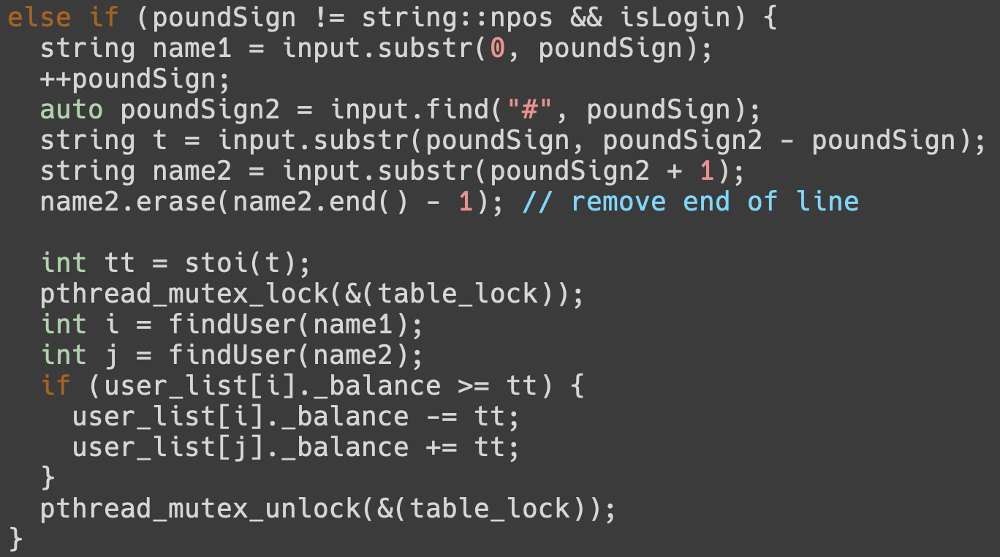 else if (poundSign != string::npos && isLogin) {
  string name1 = input.substr(0, poundSign);
  ++poundSign;
  auto poundSign2 = input.find("#", poundSign);
  string t = input.substr(poundSign, poundSign2 - poundSign);
  string name2 = input.substr(poundSign2 + 1);
  name2.erase(name2.end() - 1); // remove end of line

  int tt = stoi(t);
  pthread_mutex_lock(&(table_lock));
  int i = findUser(name1);
  int j = findUser(name2);
  if (user_list[i]._balance >= tt) {
    user_list[i]._balance -= tt;
    user_list[j]._balance += tt;
  }
  pthread_mutex_unlock(&(table_lock));
}